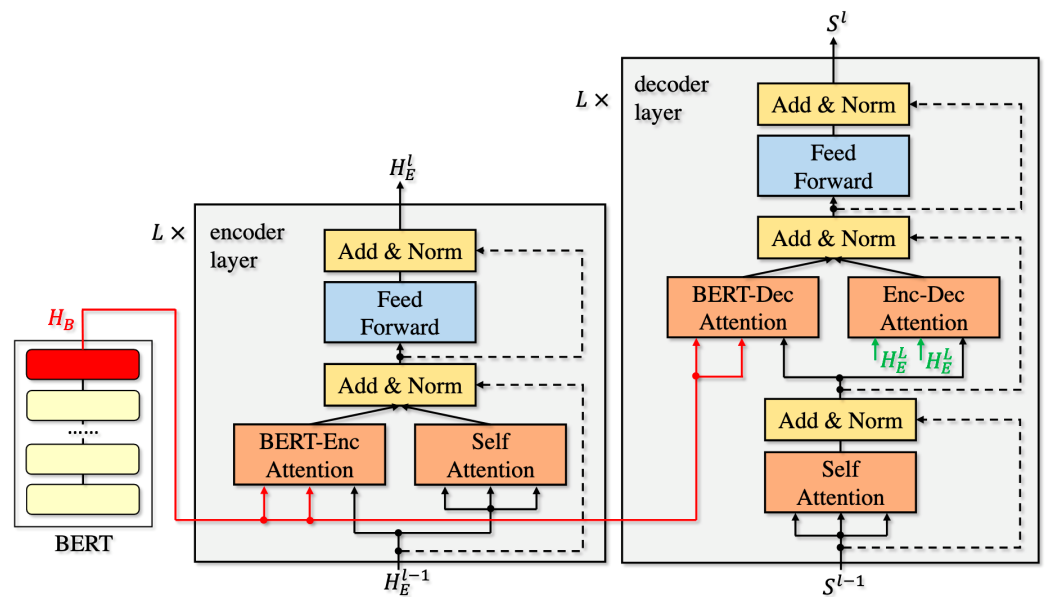 H_B
......
BERT
H_E^l
L ×
encoder
layer
Add & Norm
Feed
Forward
Add & Norm
BERT-Enc
Attention
Self
Attention
H_E^{l-1}
S^l
L ×
decoder
layer
Add & Norm
Feed
Forward
Add & Norm
BERT-Dec
Attention
Enc-Dec
Attention
H_E^L
H_E^L
Add & Norm
Self
Attention
S^{l-1}